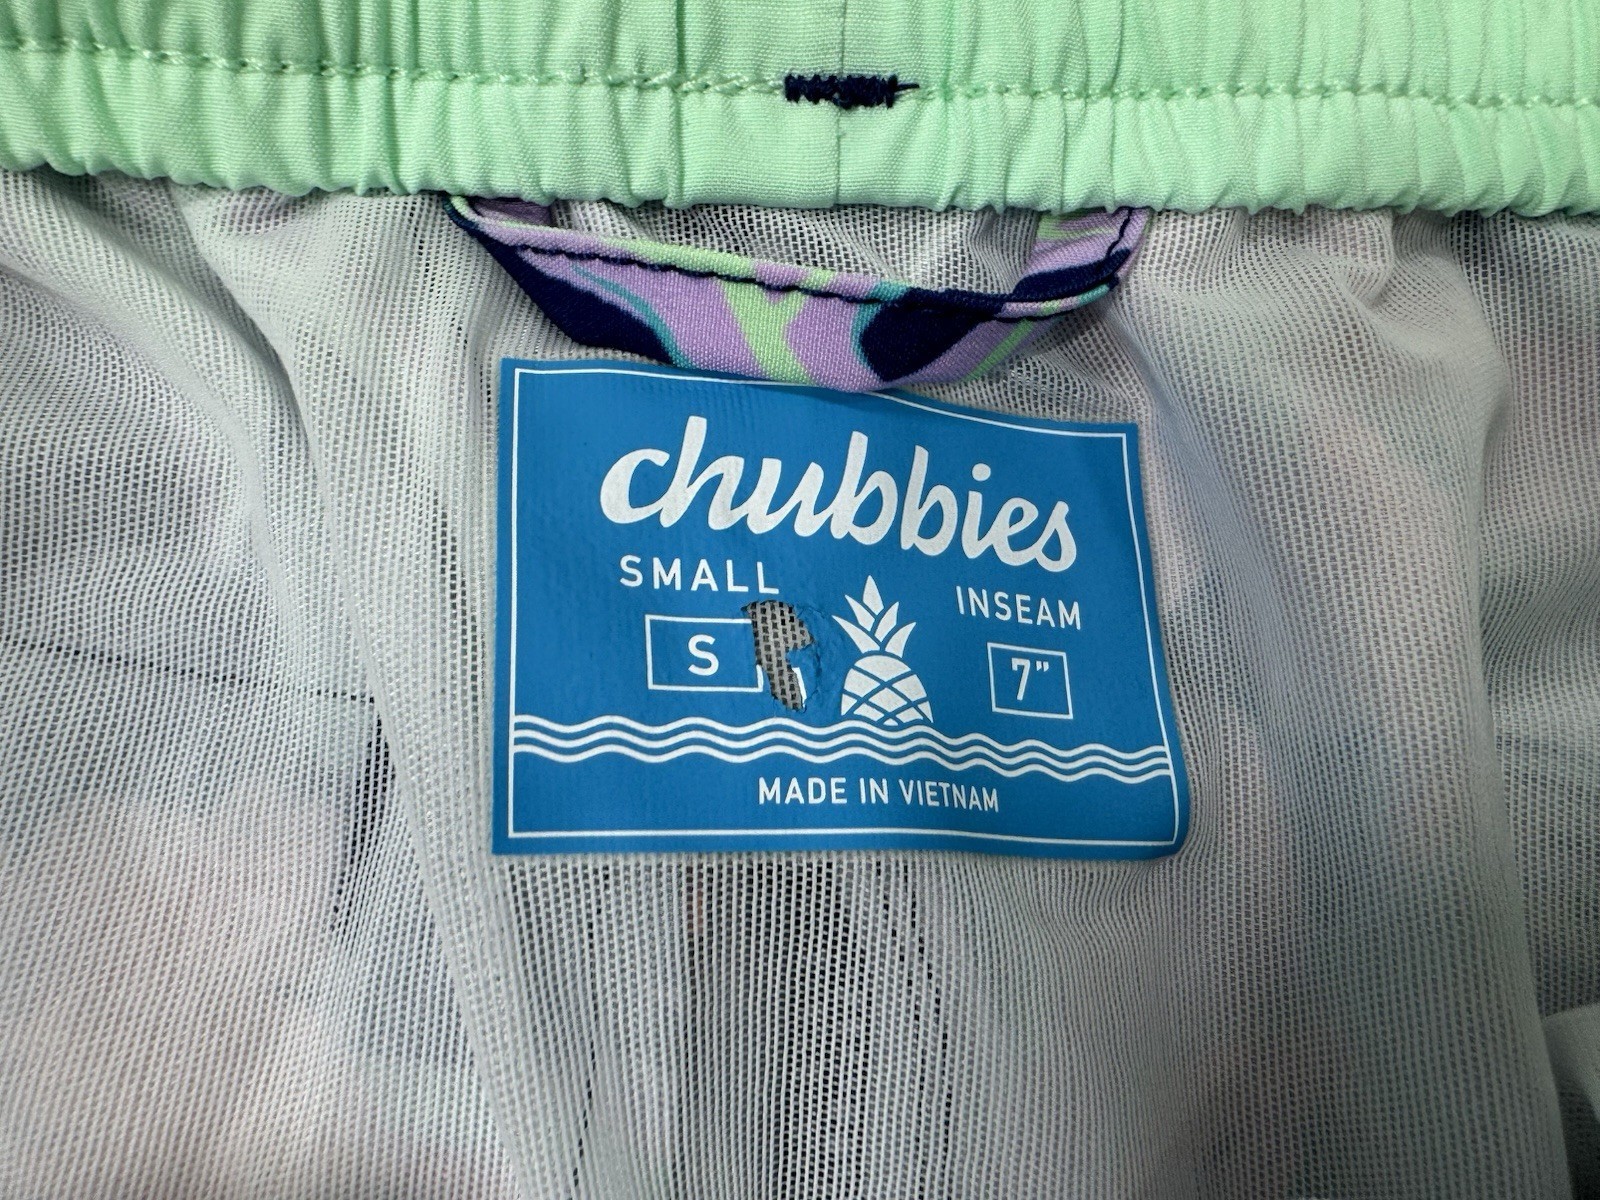 chubbies
SMALL
INSEAM
S
7"
MADE IN VIETNAM